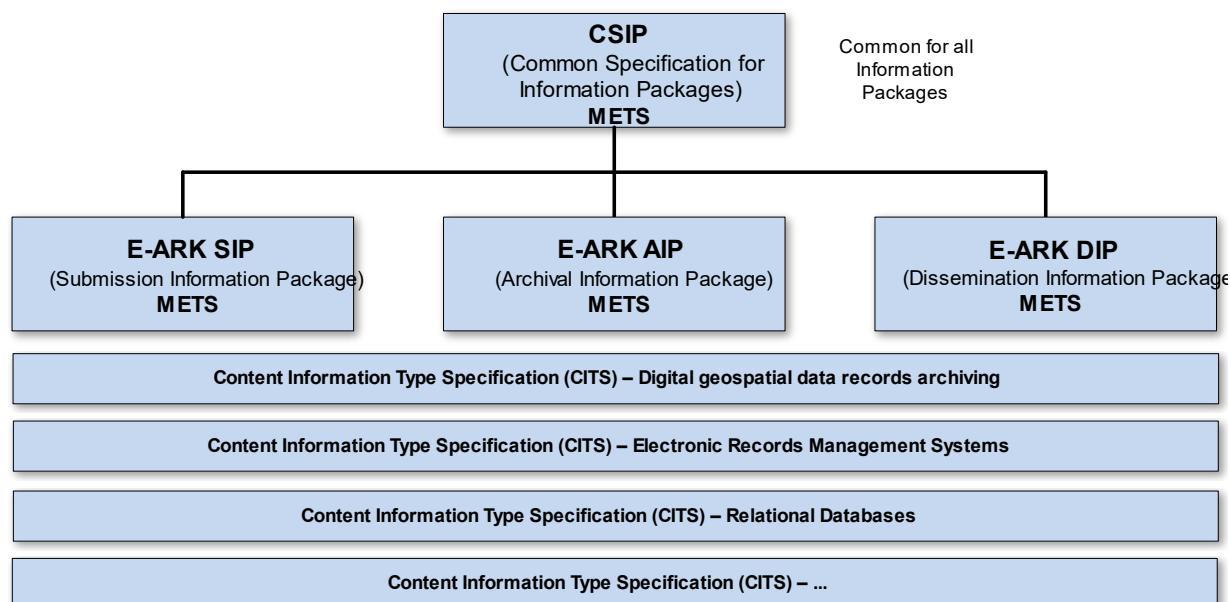 CSIP
(Common Specification for
Information Packages)
METS
Common for all
Information
Packages
E-ARK SIP
(Submission Information Package)
METS
E-ARK AIP
(Archival Information Package)
METS
E-ARK DIP
(Dissemination Information Package
METS
Content Information Type Specification (CITS) – Digital geospatial data records archiving
Content Information Type Specification (CITS) – Electronic Records Management Systems
Content Information Type Specification (CITS) – Relational Databases
Content Information Type Specification (CITS) – ...